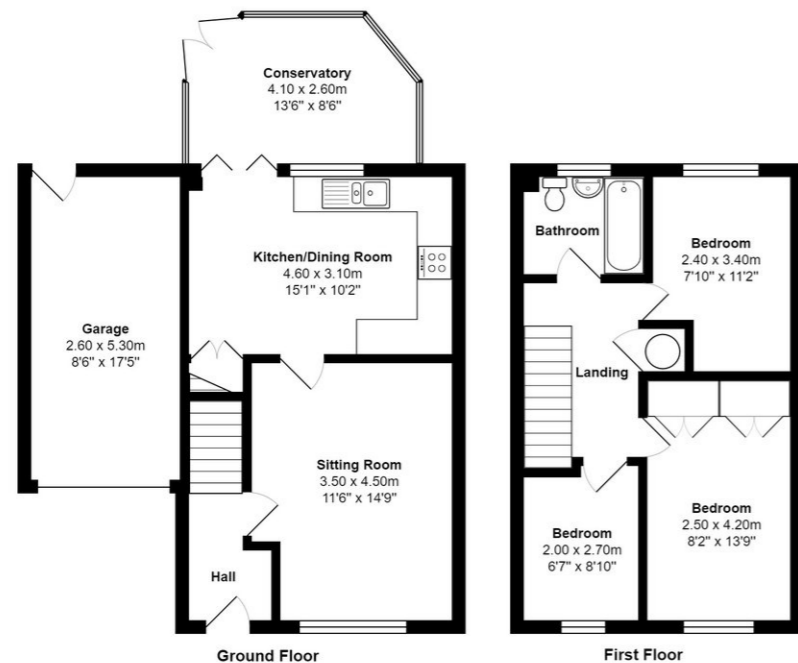 Conservatory
4.10 x 2.60m
13'6" x 8'6"
Kitchen/Dining Room
4.60 x 3.10m
15'1" x 10'2"
Garage
2.60 x 5.30m
8'6" x 17'5"
Sitting Room
3.50 x 4.50m
11'6" x 14'9"
Hall
Ground Floor
Bathroom
Bedroom
2.40 x 3.40m
7'10" x 11'2"
Landing
Bedroom
2.50 x 4.20m
8'2" x 13'9"
Bedroom
2.00 x 2.70m
6'7" x 8'10"
First Floor